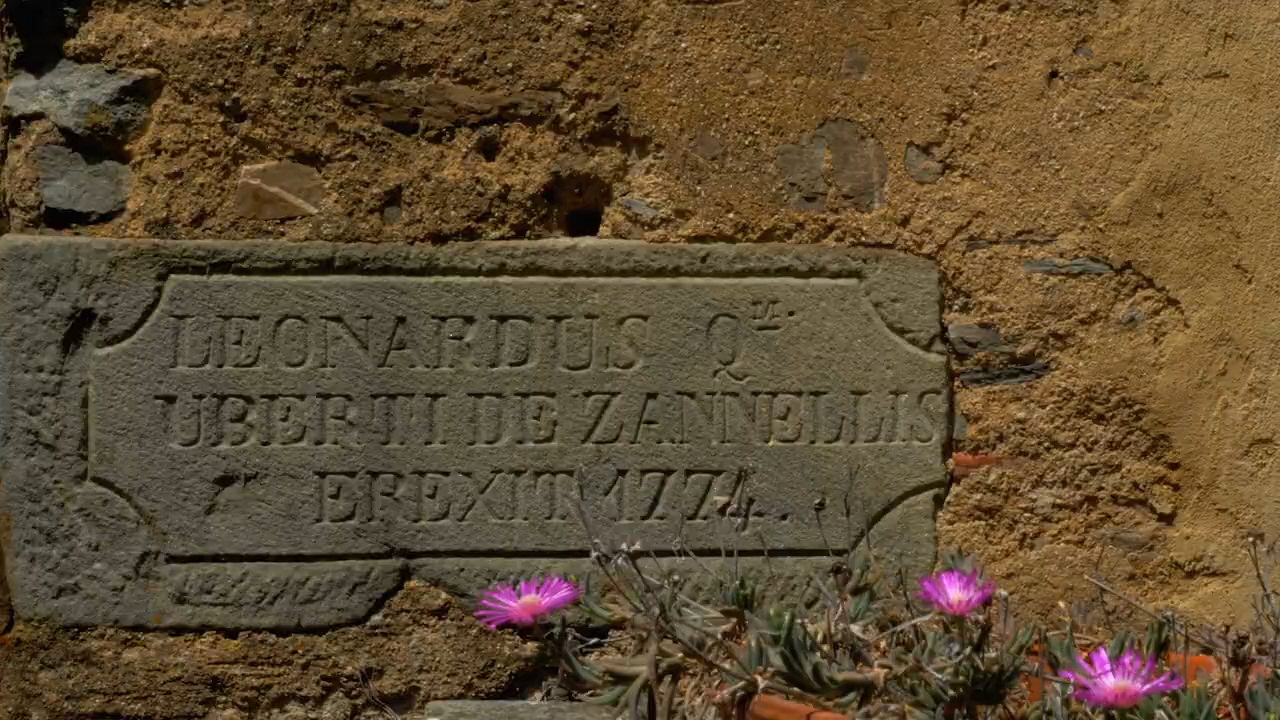 LEONARDUS Q.M.
UBERTI DE ZANNELLIS
EREXIT 1774.